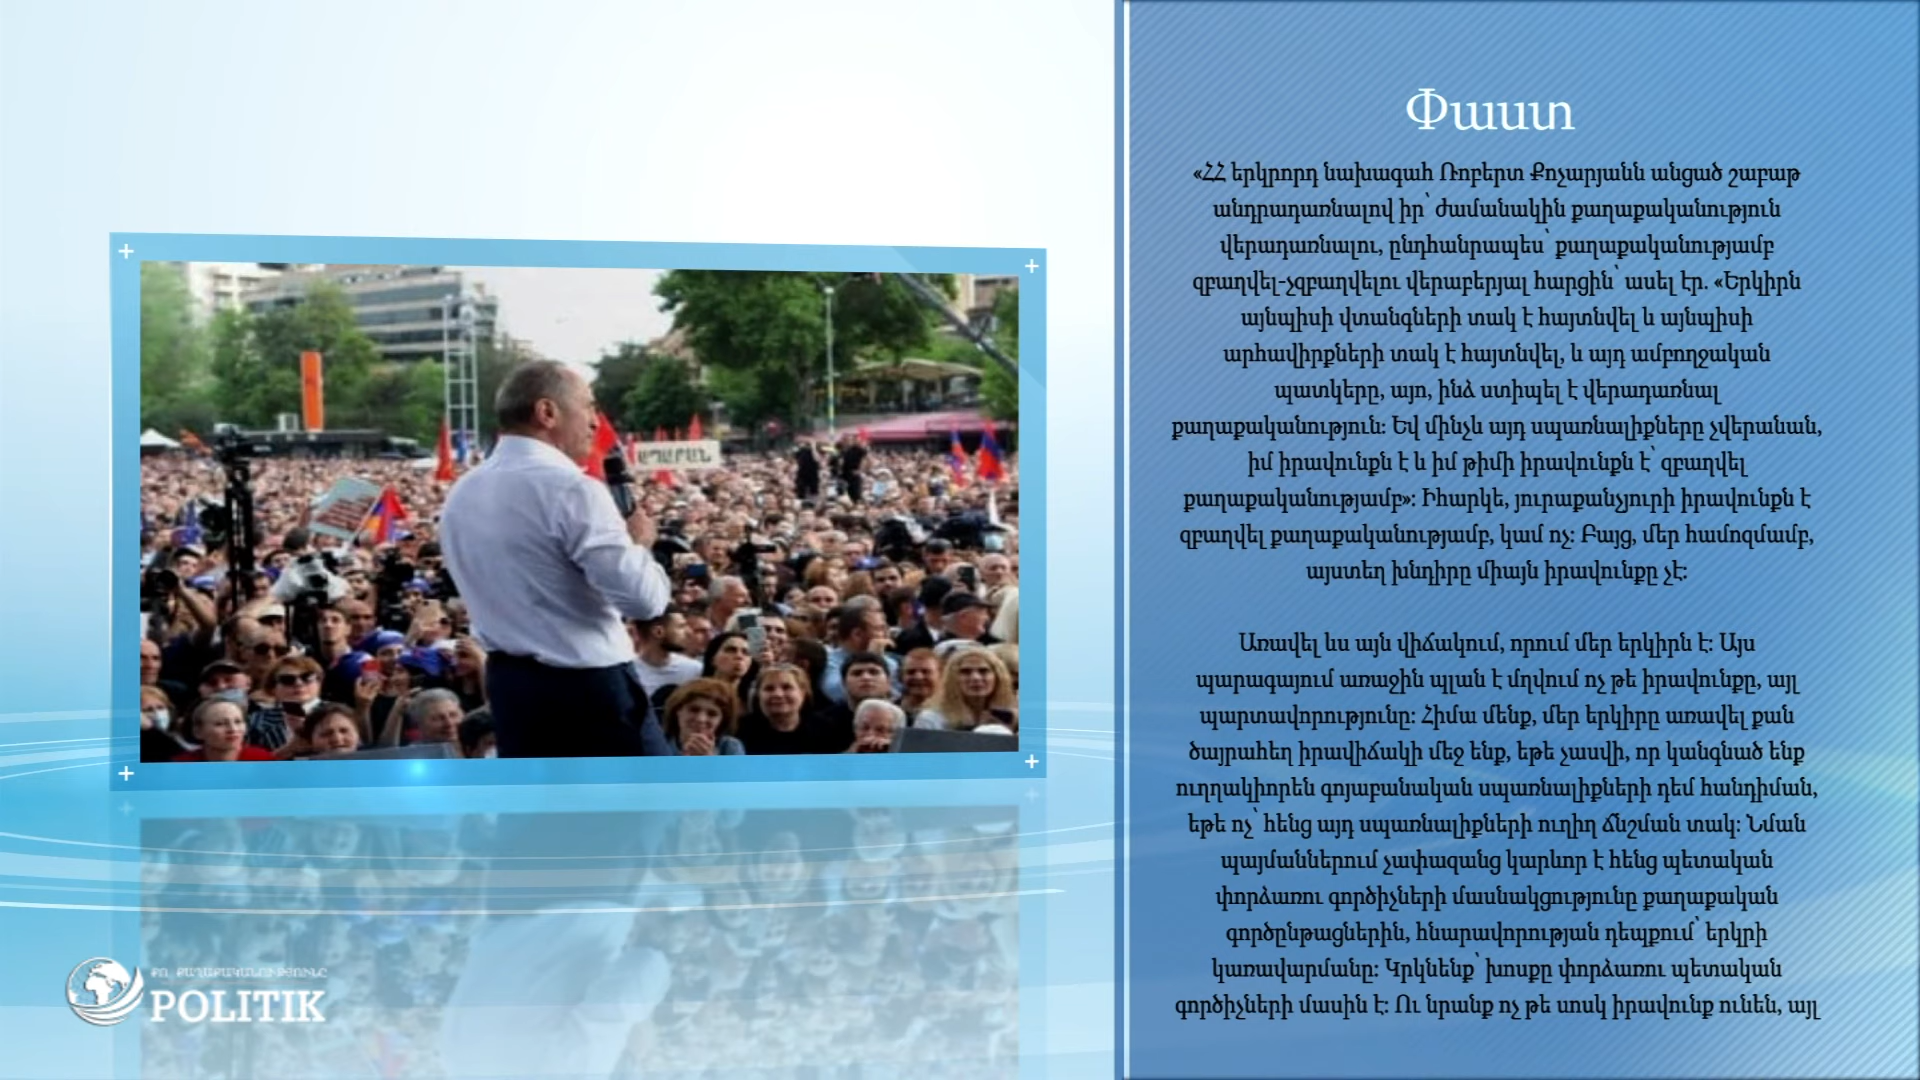 Փաստ
«ՀՀ երկրորդ նախագահ Ռոբերտ Քոչարյանն անցած շաբաթ
անդրադառնալով իր՝ ժամանակին քաղաքականություն
վերադառնալու, ընդհանրապես՝ քաղաքականությամբ
զբաղվել-չզբաղվելու վերաբերյալ հարցին՝ ասել էր. «Երկիրն
այնպիսի վտանգների տակ է հայտնվել և այնպիսի
արհավիրքների տակ է հայտնվել, և այդ ամբողջական
պատկերը, այո, ինձ ստիպել է վերադառնալ
քաղաքականություն։ Եվ մինչև այդ սպառնալիքները չվերանան,
իմ իրավունքն է և իմ թիմի իրավունքն է՝ զբաղվել
քաղաքականությամբ»։ Իհարկե, յուրաքանչյուրի իրավունքն է
զբաղվել քաղաքականությամբ, կամ ոչ։ Բայց, մեր համոզմամբ,
այստեղ խնդիրը միայն իրավունքը չէ։
Առավել ևս այն վիճակում, որում մեր երկիրն է։ Այս
պարագայում առաջին պլան է մղվում ոչ թե իրավունքը, այլ
պարտավորությունը։ Հիմա մենք, մեր երկիրը առավել քան
ծայրահեղ իրավիճակի մեջ ենք, եթե չասվի, որ կանգնած ենք
ուղղակիորեն գոյաբանական սպառնալիքների դեմ հանդիման,
եթե ոչ՝ հենց այդ սպառնալիքների ուղիղ ճնշման տակ։ Նման
պայմաններում չափազանց կարևոր է հենց պետական
փորձառու գործիչների մասնակցությունը քաղաքական
գործընթացներին, հնարավորության դեպքում՝ երկրի
կառավարմանը։ Կրկնենք՝ խոսքը փորձառու պետական
գործիչների մասին է։ Ու նրանք ոչ թե սոսկ իրավունք ունեն, այլ
ԱՊԱՐԱՆ
ՔՈ ՔԱՂԱՔԱԿԱՆՈՒԹՅՈՒՆԸ
POLITIK